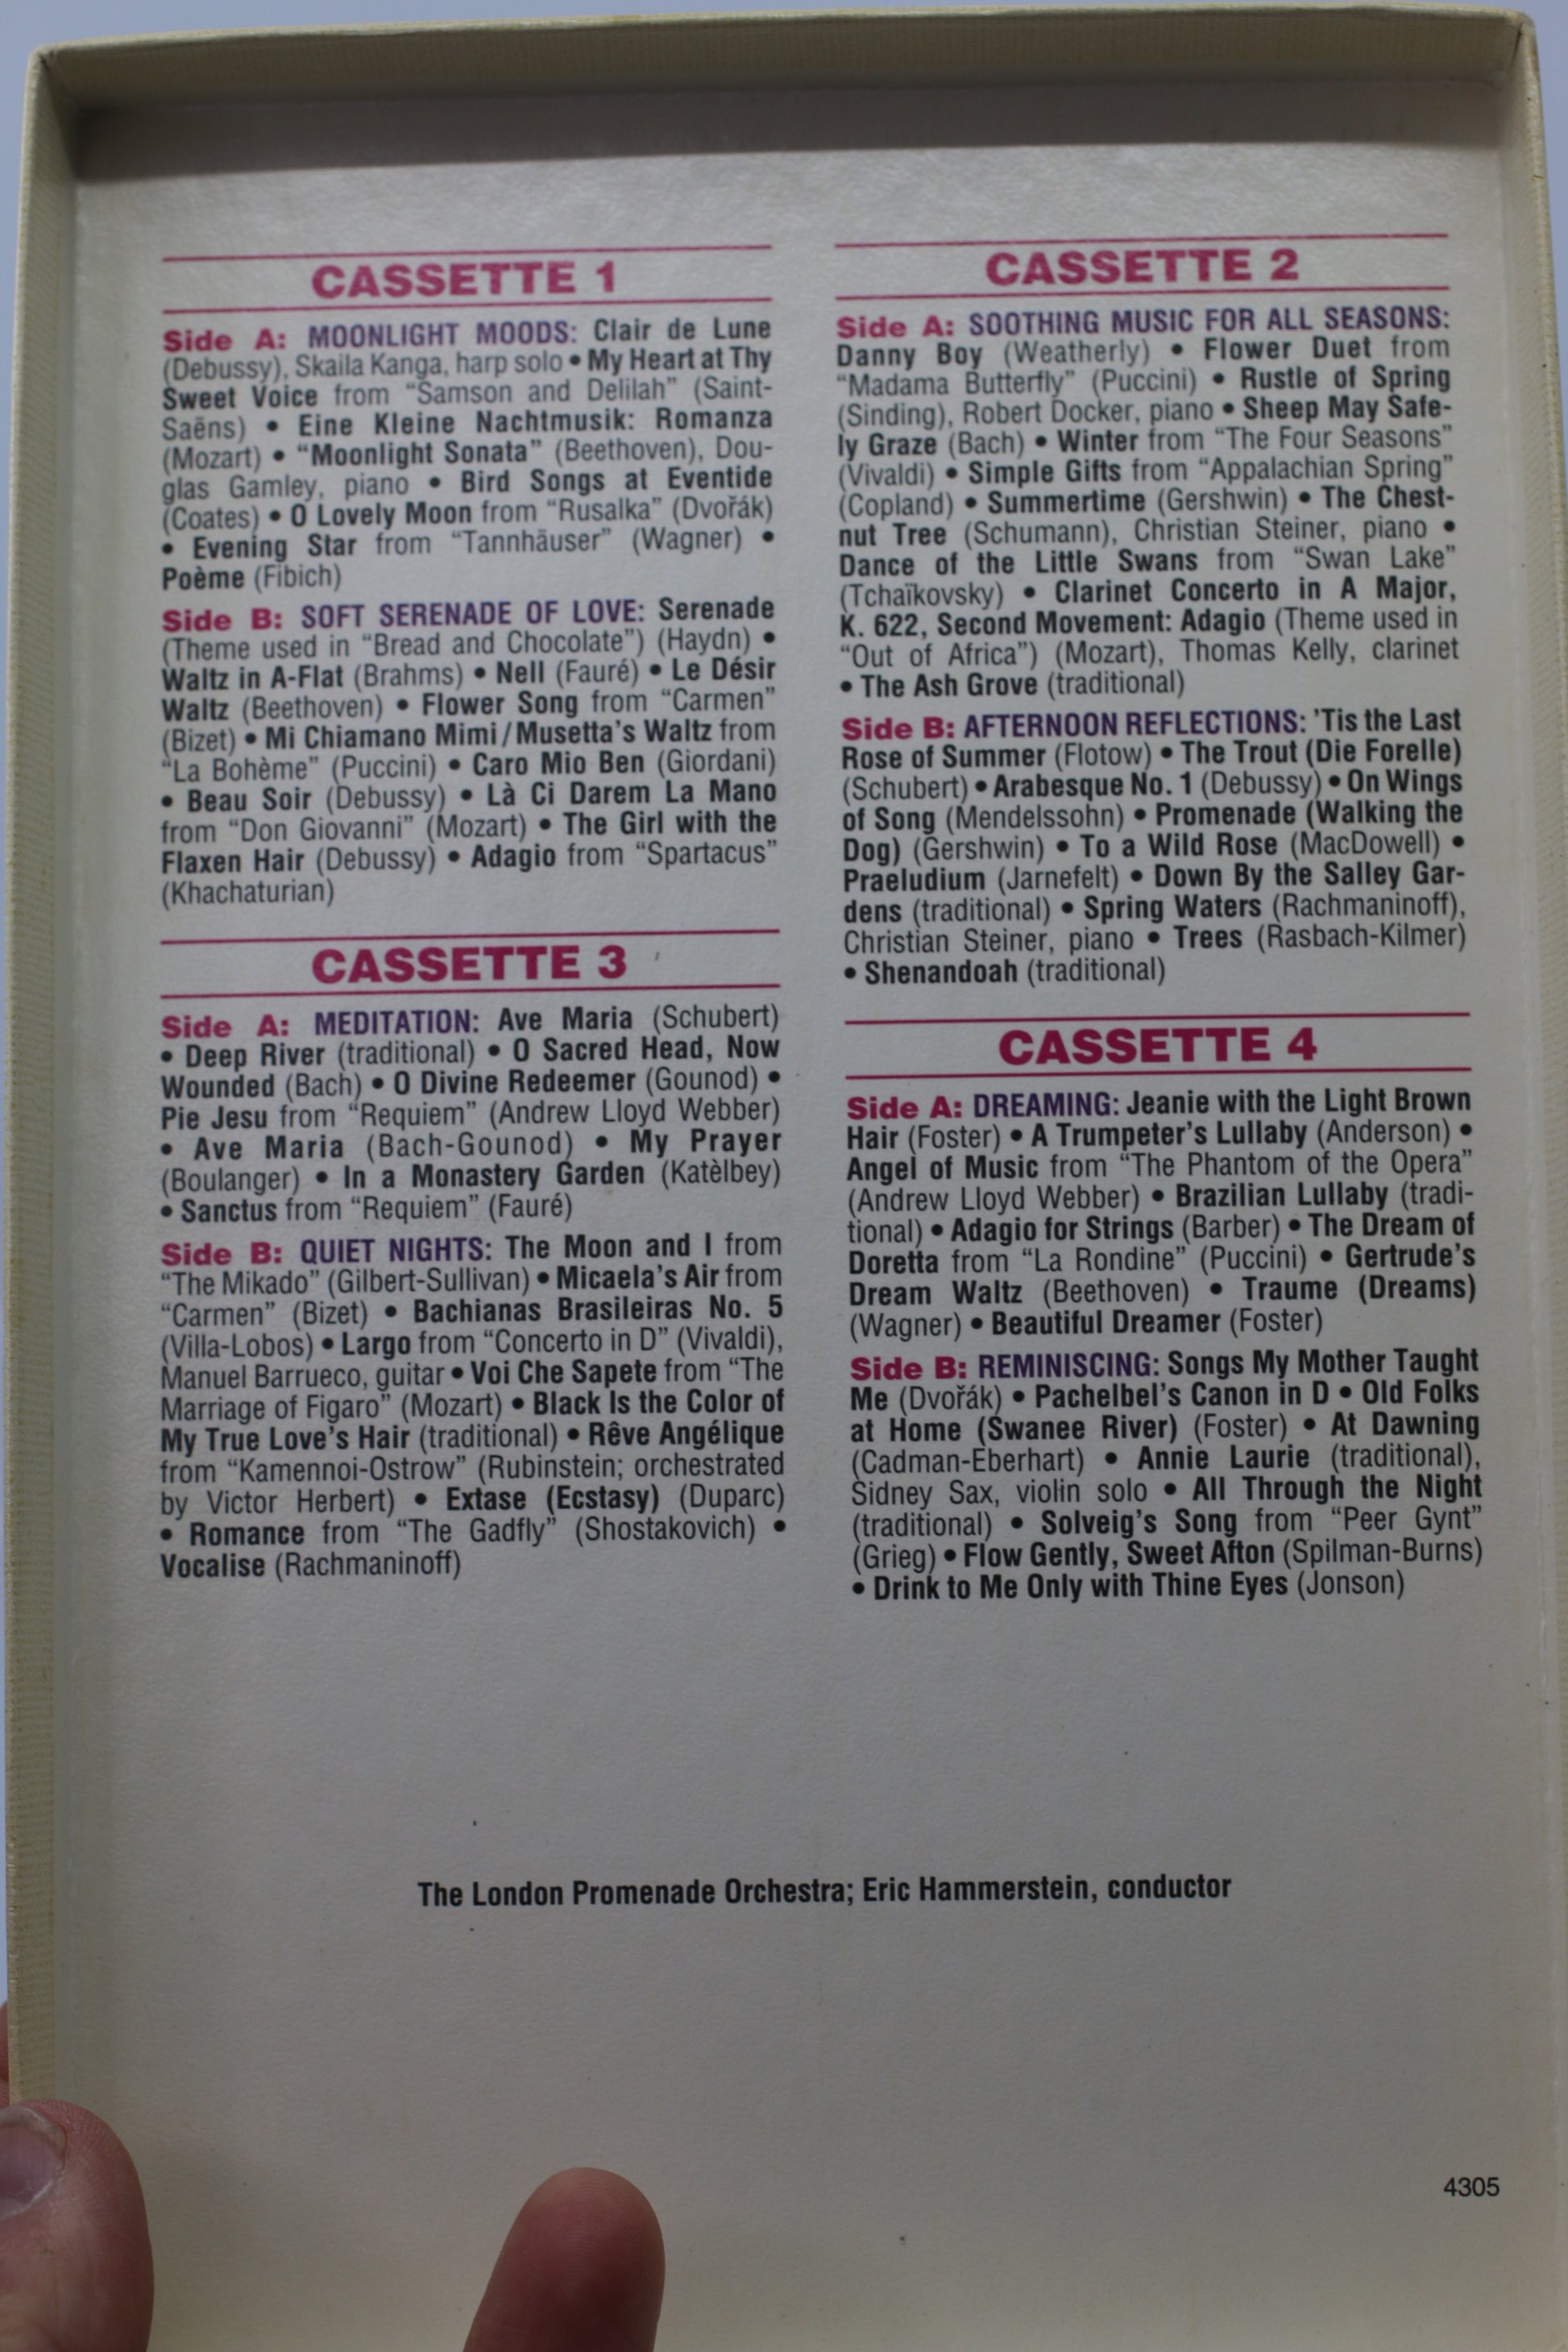 CASSETTE 1
Side A: MOONLIGHT MOODS: Clair de Lune
(Debussy), Skaila Kanga, harp solo • My Heart at Thy
Sweet Voice from “Samson and Delilah” (Saint-
Saëns) • Eine Kleine Nachtmusik: Romanza
(Mozart) • “Moonlight Sonata” (Beethoven), Dou-
glas Gamley, piano • Bird Songs at Eventide
(Coates) • O Lovely Moon from “Rusalka” (Dvořák)
• Evening Star from “Tannhäuser” (Wagner) •
Poème (Fibich)
Side B: SOFT SERENADE OF LOVE: Serenade
(Theme used in “Bread and Chocolate”) (Haydn) •
Waltz in A-Flat (Brahms) • Nell (Fauré) • Le Désir
Waltz (Beethoven) • Flower Song from “Carmen”
(Bizet) • Mi Chiamano Mimi/Musetta’s Waltz from
“La Bohème” (Puccini) • Caro Mio Ben (Giordani)
• Beau Soir (Debussy) • Là Ci Darem La Mano
from “Don Giovanni” (Mozart) • The Girl with the
Flaxen Hair (Debussy) • Adagio from “Spartacus”
(Khachaturian)
CASSETTE 3
Side A: MEDITATION: Ave Maria (Schubert)
• Deep River (traditional) • O Sacred Head, Now
Wounded (Bach) • O Divine Redeemer (Gounod) •
Pie Jesu from “Requiem” (Andrew Lloyd Webber)
• Ave Maria (Bach-Gounod) • My Prayer
(Boulanger) • In a Monastery Garden (Katèlbey)
• Sanctus from “Requiem” (Fauré)
Side B: QUIET NIGHTS: The Moon and I from
“The Mikado” (Gilbert-Sullivan) • Micaela’s Air from
“Carmen” (Bizet) • Bachianas Brasileiras No. 5
(Villa-Lobos) • Largo from “Concerto in D” (Vivaldi),
Manuel Barrueco, guitar • Voi Che Sapete from “The
Marriage of Figaro” (Mozart) • Black Is the Color of
My True Love’s Hair (traditional) • Rêve Angélique
from “Kamennoi-Ostrow” (Rubinstein; orchestrated
by Victor Herbert) • Extase (Ecstasy) (Duparc)
• Romance from “The Gadfly” (Shostakovich) •
Vocalise (Rachmaninoff)
CASSETTE 2
Side A: SOOTHING MUSIC FOR ALL SEASONS:
Danny Boy (Weatherly) • Flower Duet from
“Madama Butterfly” (Puccini) • Rustle of Spring
(Sinding), Robert Docker, piano • Sheep May Safe-
ly Graze (Bach) • Winter from “The Four Seasons”
(Vivaldi) • Simple Gifts from “Appalachian Spring”
(Copland) • Summertime (Gershwin) • The Chest-
nut Tree (Schumann), Christian Steiner, piano •
Dance of the Little Swans from “Swan Lake”
(Tchaïkovsky) • Clarinet Concerto in A Major,
K. 622, Second Movement: Adagio (Theme used in
“Out of Africa”) (Mozart), Thomas Kelly, clarinet
• The Ash Grove (traditional)
Side B: AFTERNOON REFLECTIONS: ’Tis the Last
Rose of Summer (Flotow) • The Trout (Die Forelle)
(Schubert) • Arabesque No. 1 (Debussy) • On Wings
of Song (Mendelssohn) • Promenade (Walking the
Dog) (Gershwin) • To a Wild Rose (MacDowell) •
Praeludium (Jarnefelt) • Down By the Salley Gar-
dens (traditional) • Spring Waters (Rachmaninoff),
Christian Steiner, piano • Trees (Rasbach-Kilmer)
• Shenandoah (traditional)
CASSETTE 4
Side A: DREAMING: Jeanie with the Light Brown
Hair (Foster) • A Trumpeter’s Lullaby (Anderson) •
Angel of Music from “The Phantom of the Opera”
(Andrew Lloyd Webber) • Brazilian Lullaby (tradi-
tional) • Adagio for Strings (Barber) • The Dream of
Doretta from “La Rondine” (Puccini) • Gertrude’s
Dream Waltz (Beethoven) • Traume (Dreams)
(Wagner) • Beautiful Dreamer (Foster)
Side B: REMINISCING: Songs My Mother Taught
Me (Dvořák) • Pachelbel’s Canon in D • Old Folks
at Home (Swanee River) (Foster) • At Dawning
(Cadman-Eberhart) • Annie Laurie (traditional),
Sidney Sax, violin solo • All Through the Night
(traditional) • Solveig’s Song from “Peer Gynt”
(Grieg) • Flow Gently, Sweet Afton (Spilman-Burns)
• Drink to Me Only with Thine Eyes (Jonson)
The London Promenade Orchestra; Eric Hammerstein, conductor
4305